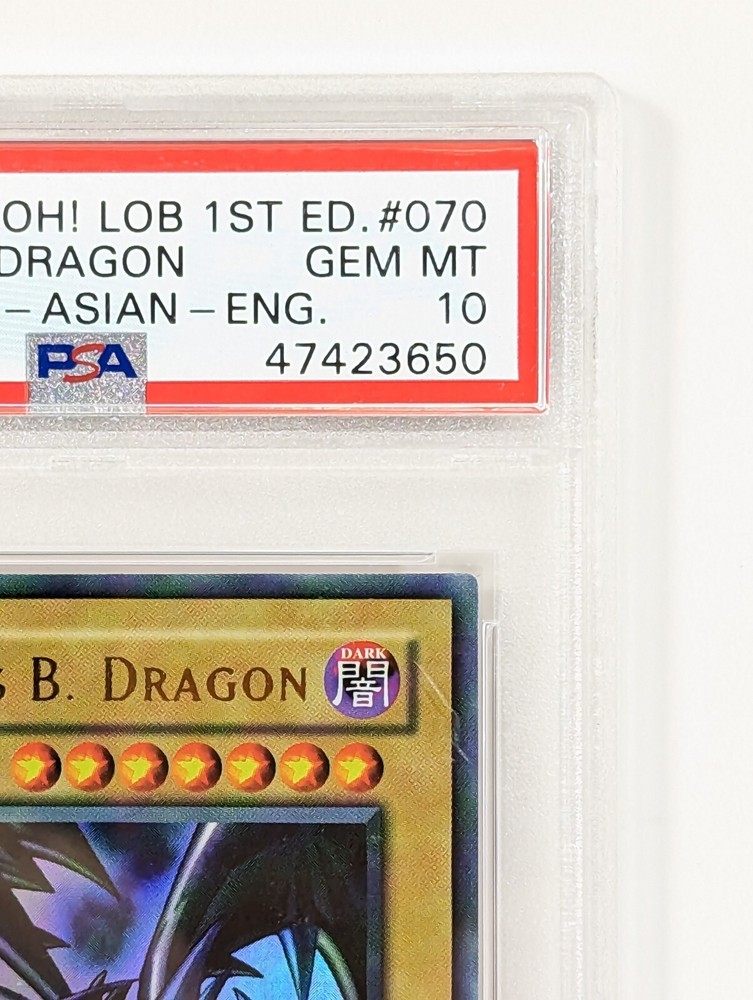 OH! LOB 1ST ED. #070
DRAGON GEM MT
- ASIAN - ENG. 10
PSA 47423650
DARK
S B. DRAGON 闇